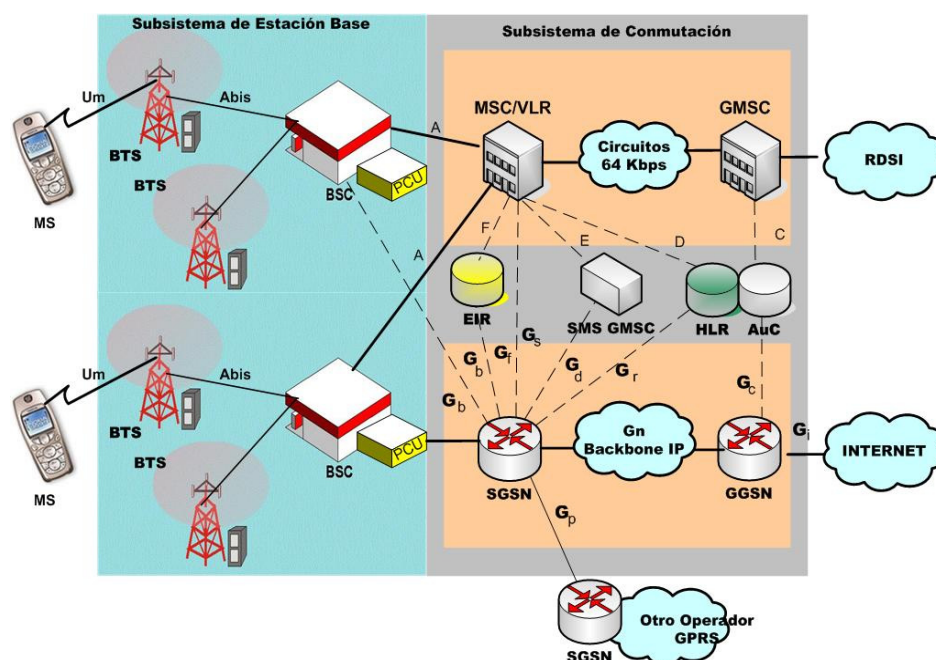 Subsistema de Estación Base
Subsistema de Conmutación
Um
Abis
MS
BTS
BTS
BSC
PCU
A
MSC/VLR
GMSC
Circuitos
64 Kbps
RDSI
A
F
E
D
C
EIR
SMS GMSC
HLR
AuC
Um
Abis
MS
BTS
BTS
BSC
PCU
Gb
Gb
Gf
Gs
Gd
Gr
Gc
Gi
SGSN
Gn
Backbone IP
GGSN
INTERNET
Gp
SGSN
Otro Operador
GPRS